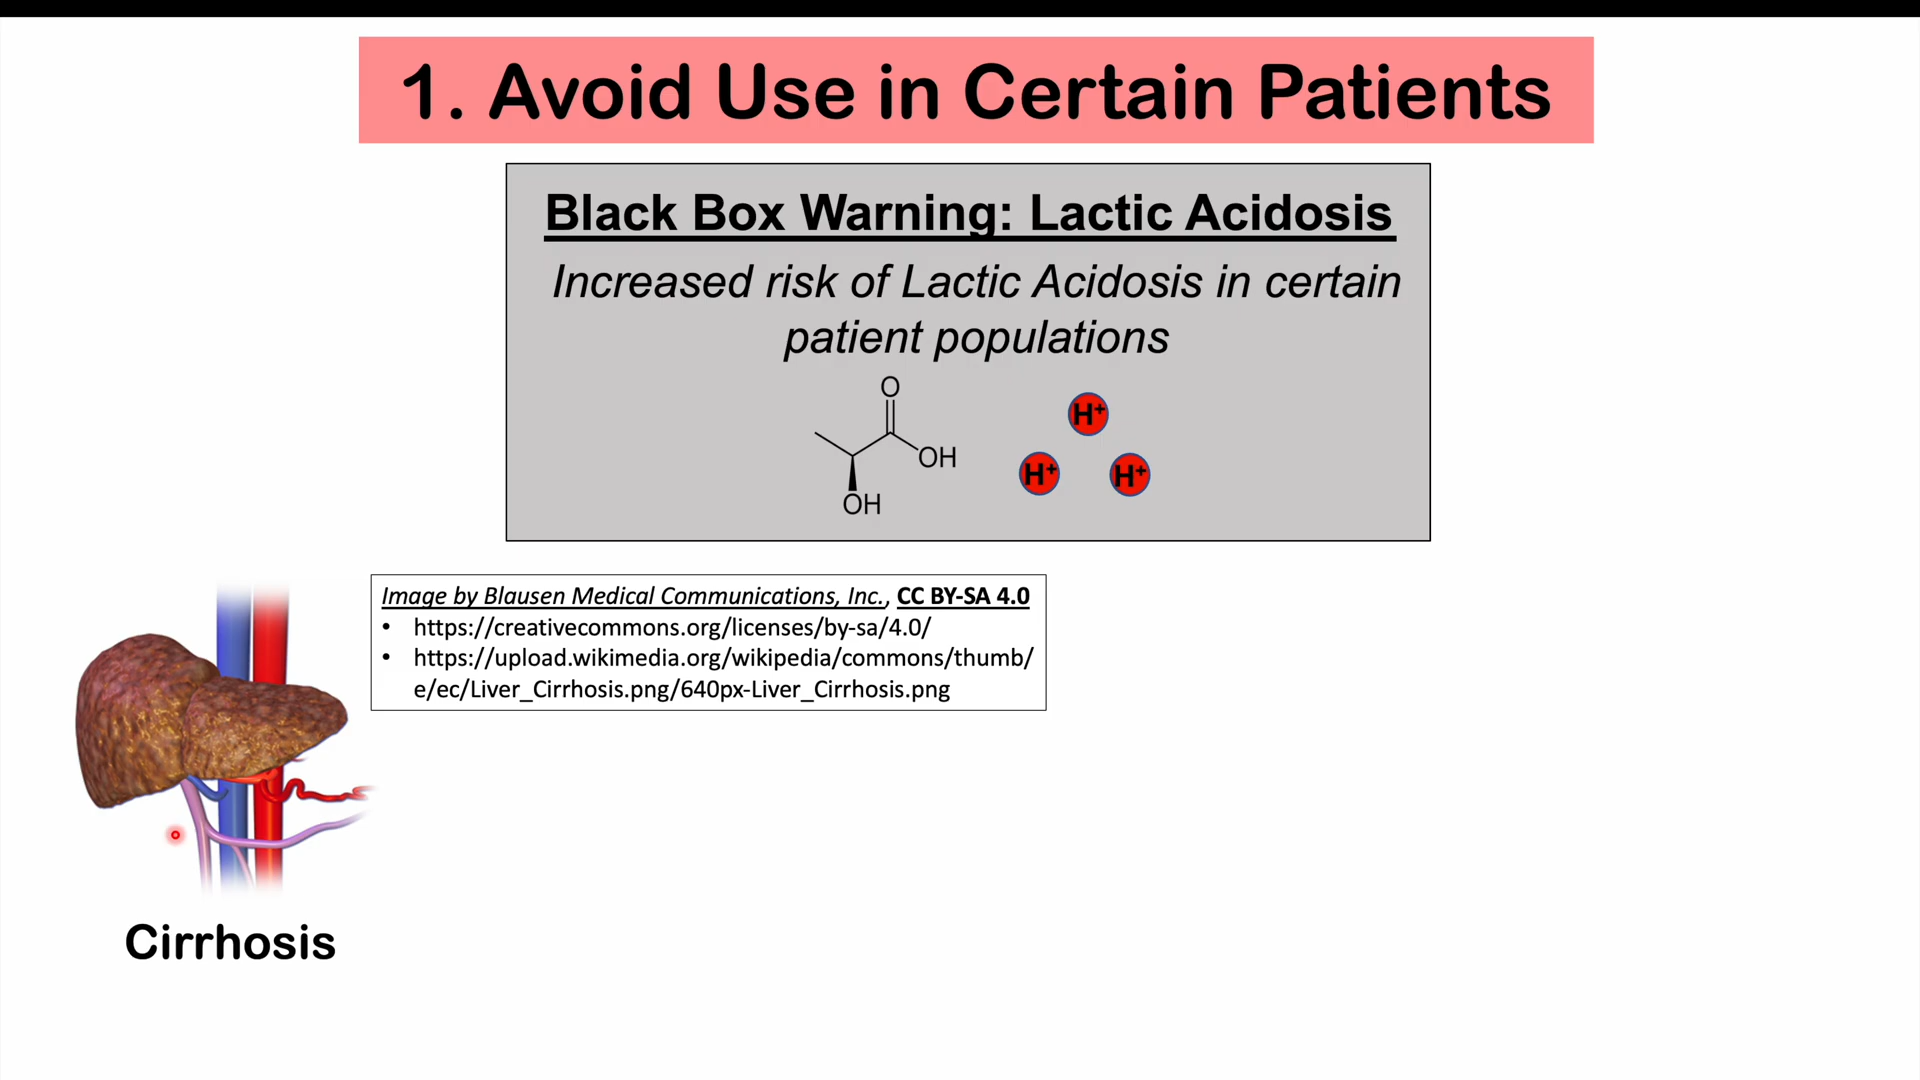 1. Avoid Use in Certain Patients
Black Box Warning: Lactic Acidosis
Increased risk of Lactic Acidosis in certain
patient populations
O
OH
OH
H+
H+
H+
Image by Blausen Medical Communications, Inc., CC BY-SA 4.0
• https://creativecommons.org/licenses/by-sa/4.0/
• https://upload.wikimedia.org/wikipedia/commons/thumb/
e/ec/Liver_Cirrhosis.png/640px-Liver_Cirrhosis.png
Cirrhosis